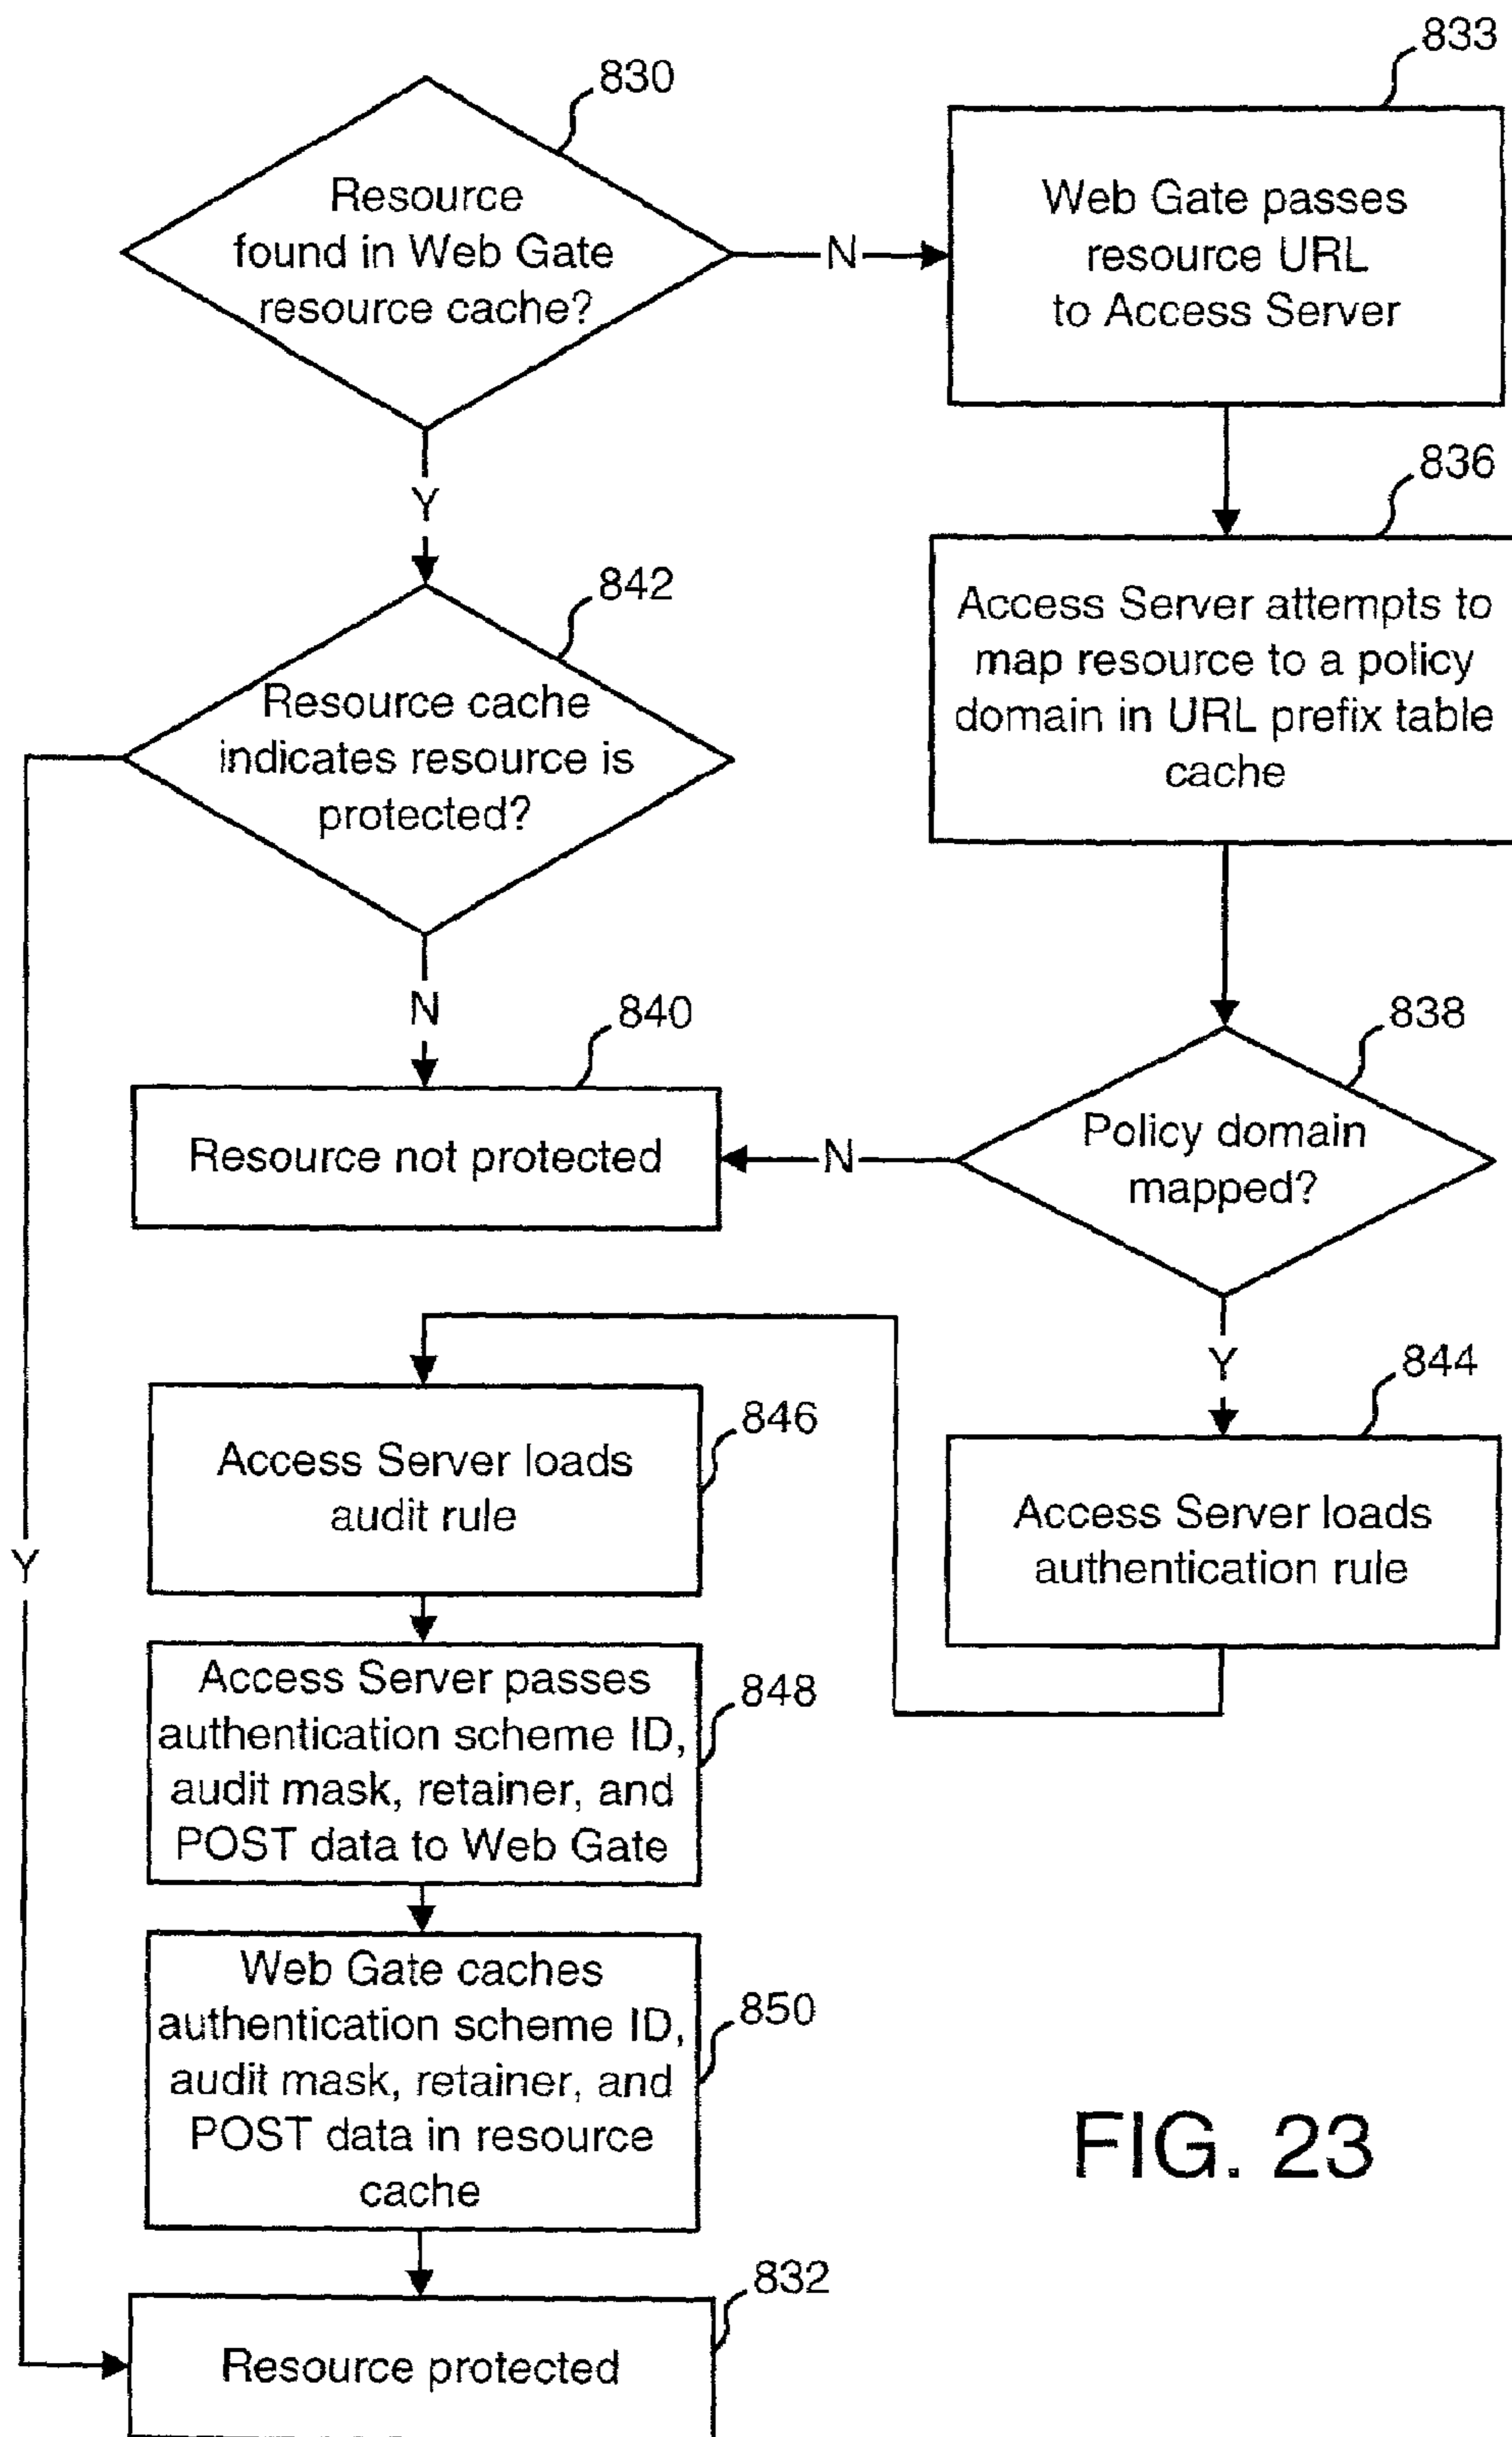 830
Resource
found in Web Gate
resource cache?
N
833
Web Gate passes
resource URL
to Access Server
Y
836
Access Server attempts to
map resource to a policy
domain in URL prefix table
cache
842
Resource cache
indicates resource is
protected?
N
838
Policy domain
mapped?
N
840
Resource not protected
Y
844
Access Server loads
authentication rule
846
Access Server loads
audit rule
Y
848
Access Server passes
authentication scheme ID,
audit mask, retainer, and
POST data to Web Gate
850
Web Gate caches
authentication scheme ID,
audit mask, retainer, and
POST data in resource
cache
832
Resource protected
FIG. 23